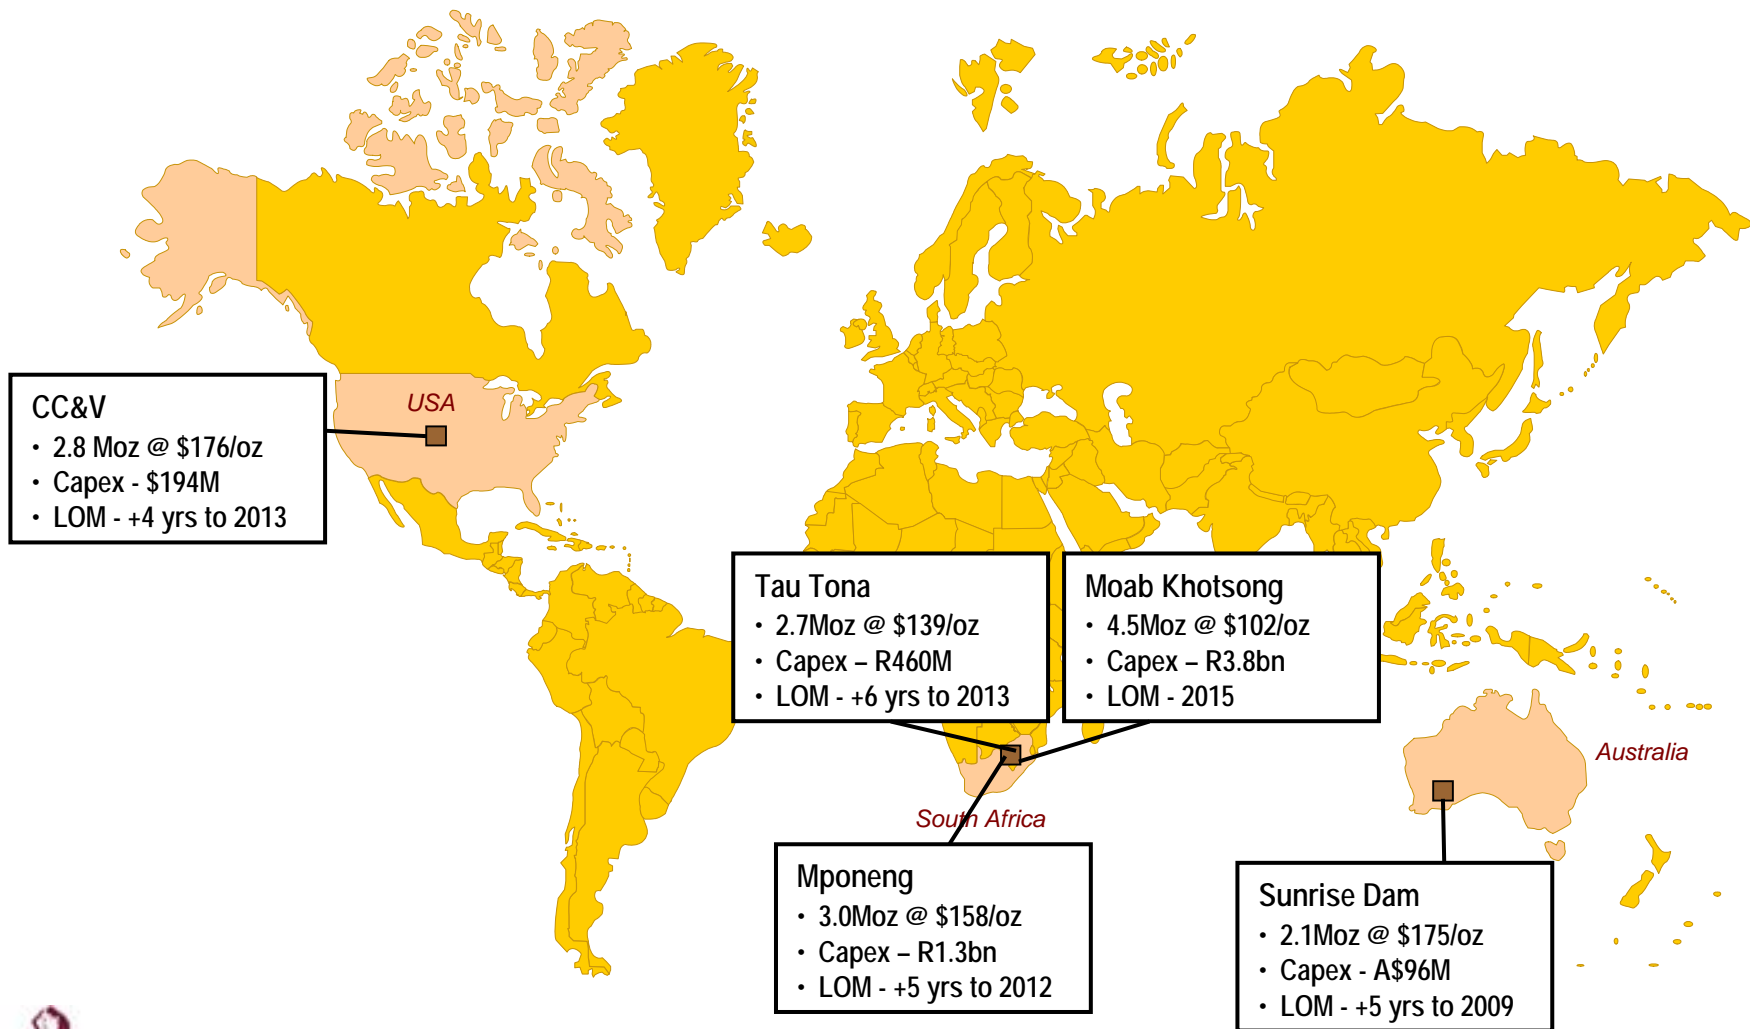 USA
CC&V
• 2.8 Moz @ $176/oz
• Capex - $194M
• LOM - +4 yrs to 2013
Tau Tona
• 2.7Moz @ $139/oz
• Capex – R460M
• LOM - +6 yrs to 2013
Moab Khotsong
• 4.5Moz @ $102/oz
• Capex – R3.8bn
• LOM - 2015
Australia
South Africa
Mponeng
• 3.0Moz @ $158/oz
• Capex – R1.3bn
• LOM - +5 yrs to 2012
Sunrise Dam
• 2.1Moz @ $175/oz
• Capex - A$96M
• LOM - +5 yrs to 2009